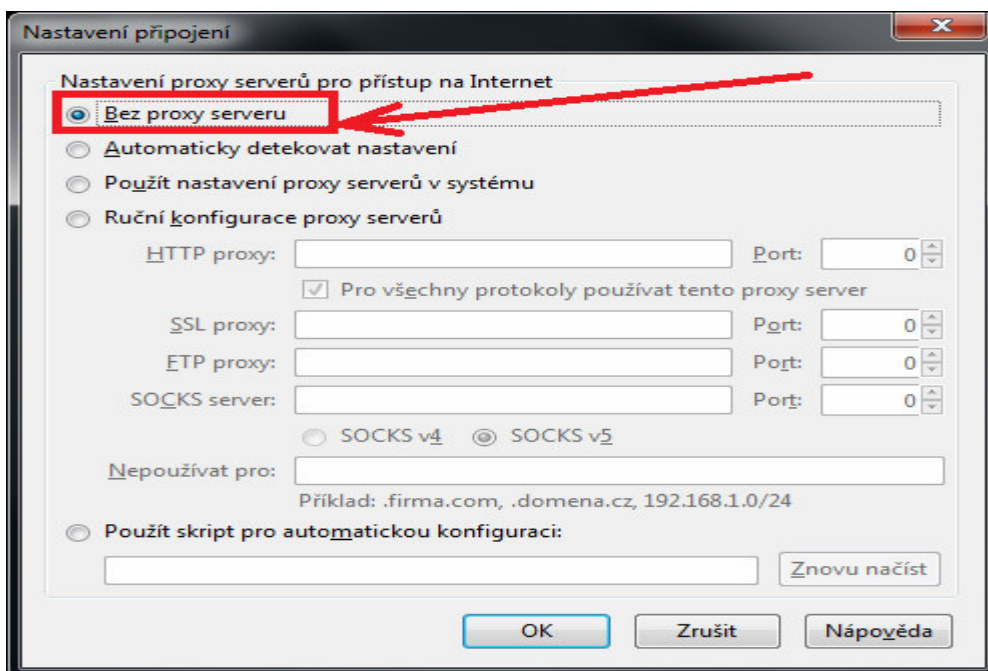 Nastavení připojení
Nastavení proxy serverů pro přístup na Internet
Bez proxy serveru
Automaticky detekovat nastavení
Použít nastavení proxy serverů v systému
Ruční konfigurace proxy serverů
HTTP proxy: Port: 0
Pro všechny protokoly používat tento proxy server
SSL proxy: Port: 0
FTP proxy: Port: 0
SOCKS server: Port: 0
SOCKS v4 SOCKS v5
Nepoužívat pro:
Příklad: .firma.com, .domena.cz, 192.168.1.0/24
Použít skript pro automatickou konfiguraci:
Znovu načíst
OK Zrušit Nápověda